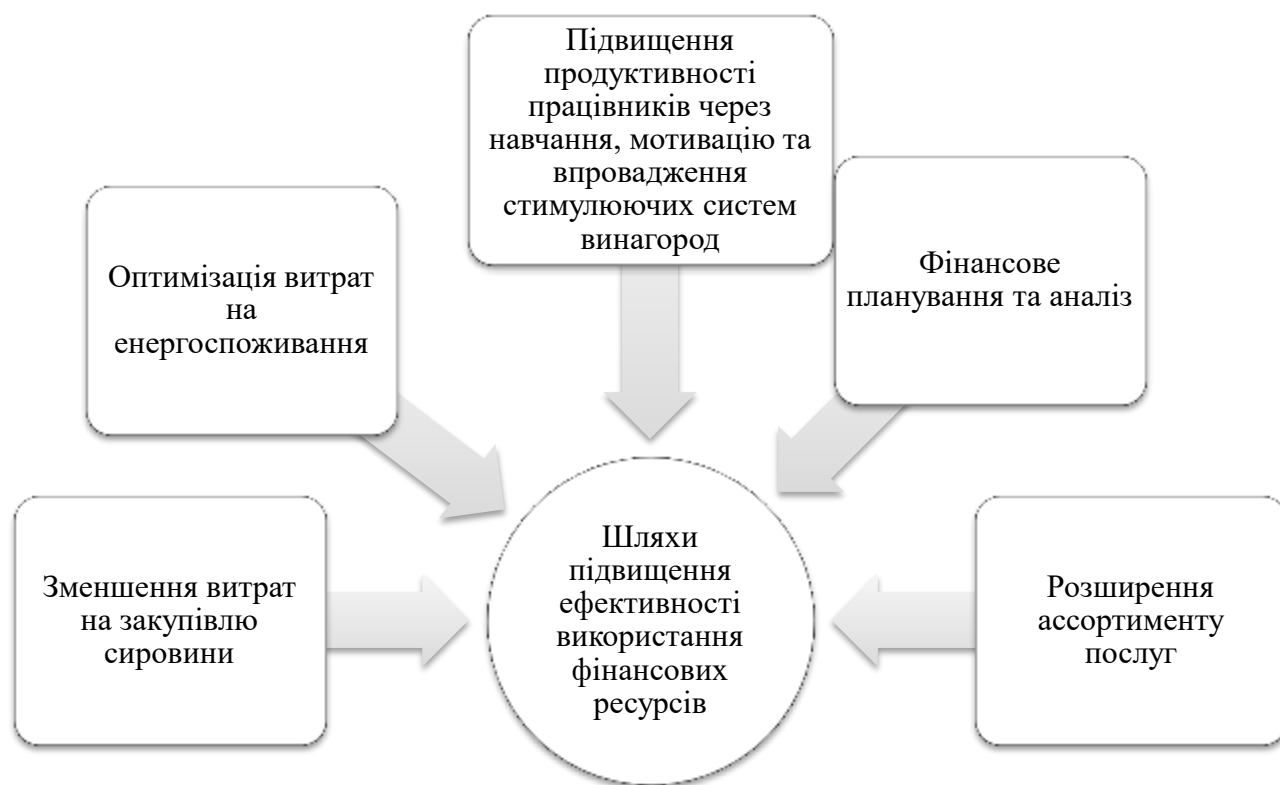 Підвищення
продуктивності
працівників через
навчання, мотивацію та
впровадження
стимулюючих систем
винагород
Оптимізація витрат
на
енергоспоживання
Фінансове
планування та аналіз
Зменшення витрат
на закупівлю
сировини
Шляхи
підвищення
ефективності
використання
фінансових
ресурсів
Розширення
ассортименту
послуг